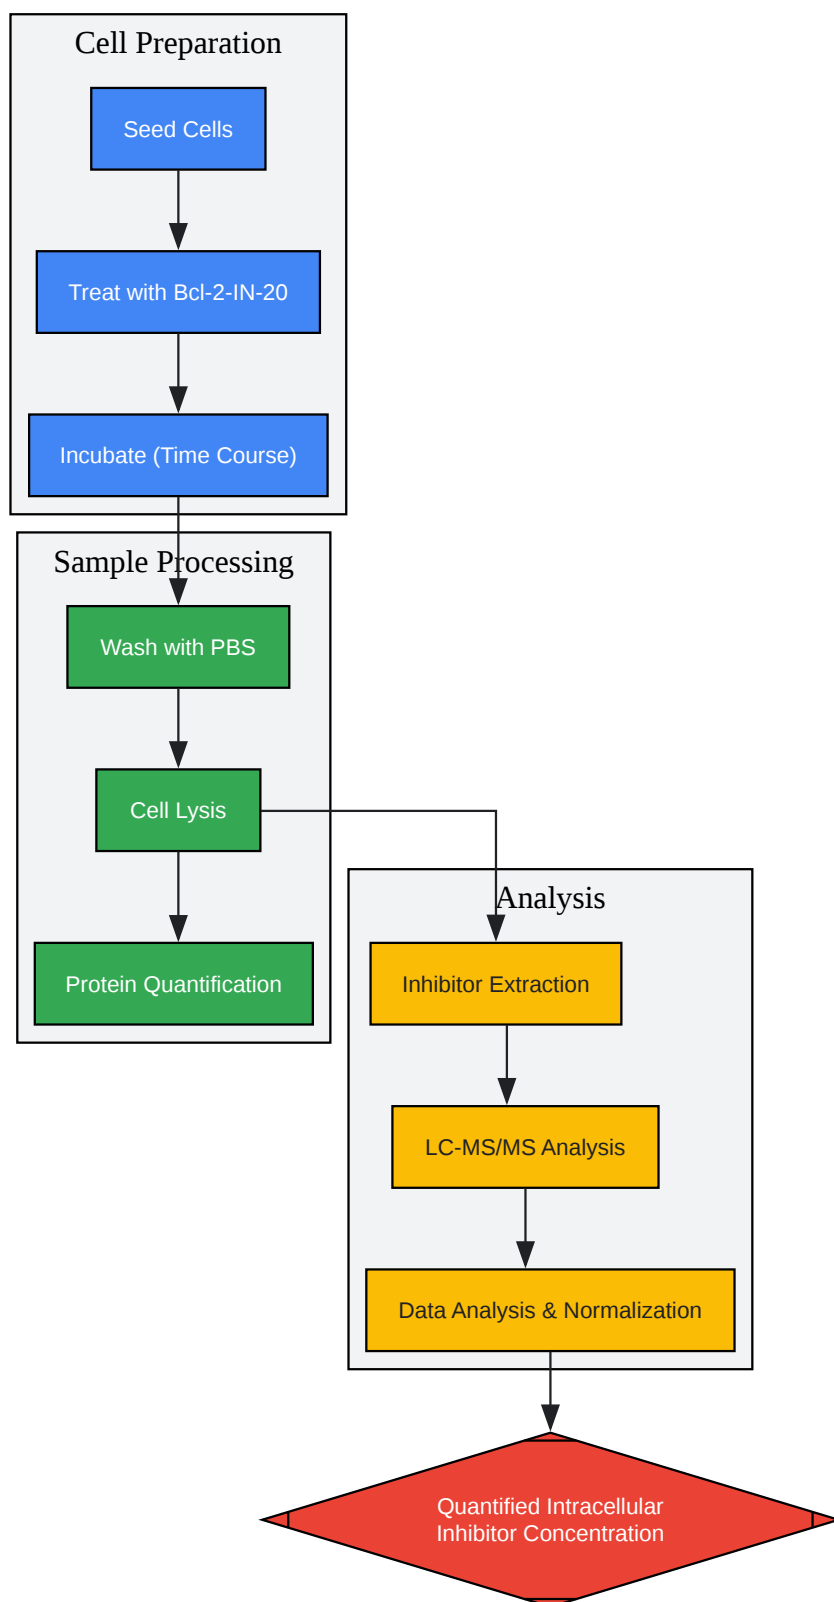 Cell Preparation
Seed Cells
Treat with Bcl-2-IN-20
Incubate (Time Course)
Sample Processing
Wash with PBS
Cell Lysis
Protein Quantification
Analysis
Inhibitor Extraction
LC-MS/MS Analysis
Data Analysis & Normalization
Quantified Intracellular
Inhibitor Concentration